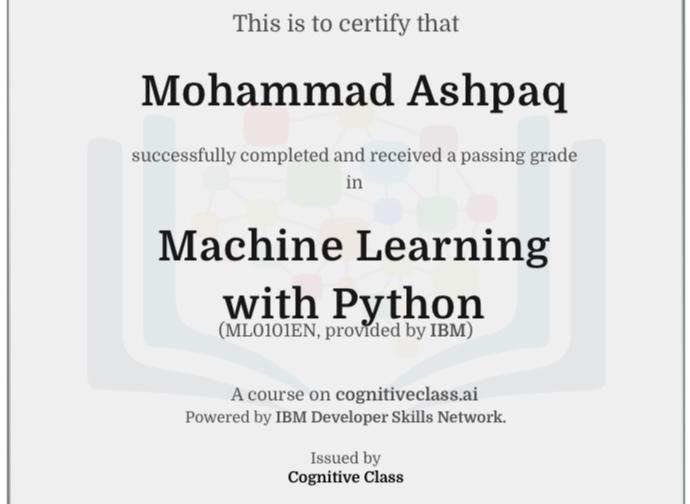 This is to certify that
Mohammad Ashpaq
successfully completed and received a passing grade
in
Machine Learning
with Python
(ML0101EN, provided by IBM)
A course on cognitiveclass.ai
Powered by IBM Developer Skills Network.
Issued by
Cognitive Class